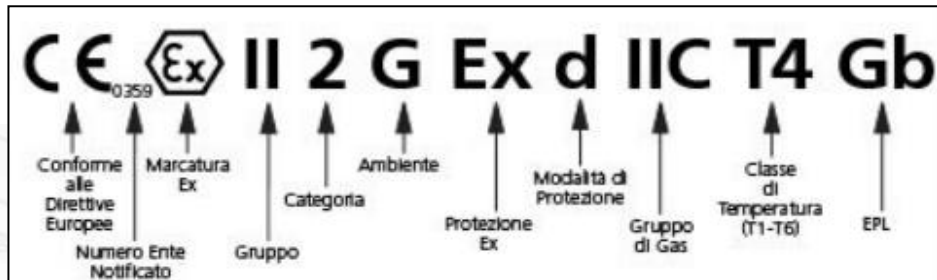 CE 0359 Ex II 2 G Ex d IIC T4 Gb
Conforme
alle
Direttive
Europee
Numero Ente
Notificato
Marcatura
Ex
Gruppo
Categoria
Ambiente
Protezione
Ex
Modalità di
Protezione
Gruppo
di Gas
Classe
di
Temperatura
(T1-T6)
EPL